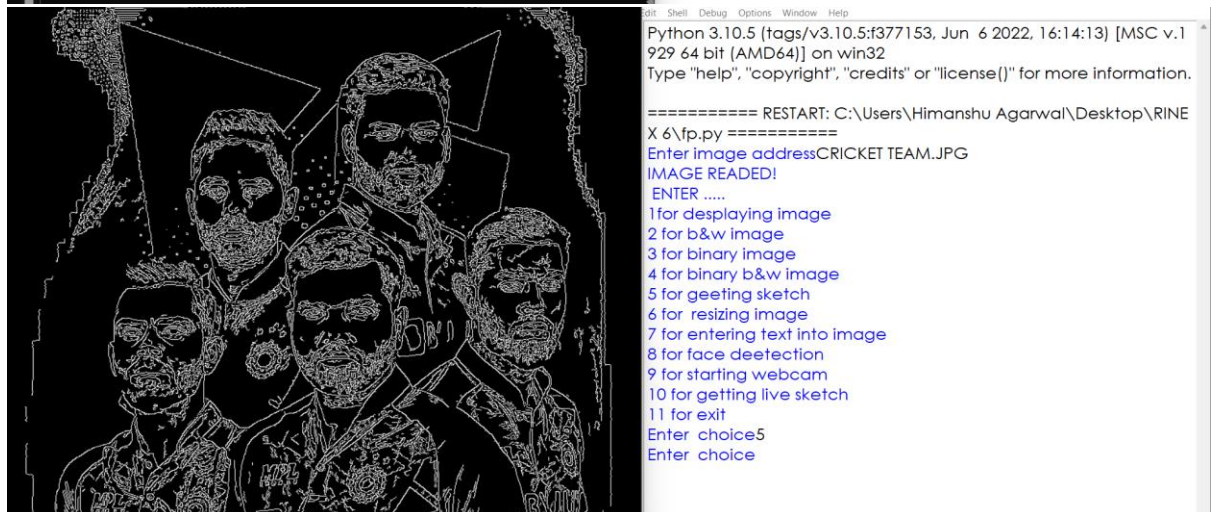 dit Shell Debug Options Window Help
Python 3.10.5 (tags/v3.10.5:f377153, Jun 6 2022, 16:14:13) [MSC v.1
929 64 bit (AMD64)] on win32
Type "help", "copyright", "credits" or "license()" for more information.
=========== RESTART: C:\Users\Himanshu Agarwal\Desktop\RINE
X 6\fp.py ===========
Enter image addressCRICKET TEAM.JPG
IMAGE READED!
ENTER .....
1for desplaying image
2 for b&w image
3 for binary image
4 for binary b&w image
5 for geeting sketch
6 for resizing image
7 for entering text into image
8 for face deetection
9 for starting webcam
10 for getting live sketch
11 for exit
Enter choice5
Enter choice